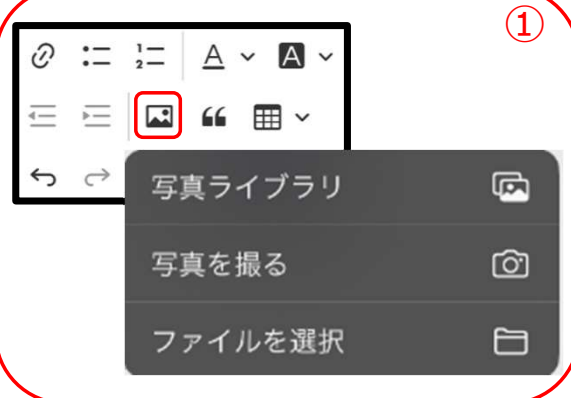 ①
写真ライブラリ
写真を撮る
ファイルを選択